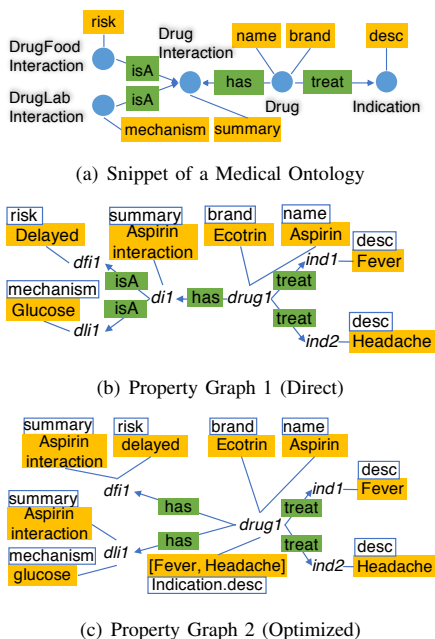 risk
DrugFood
Interaction
isA
Drug
Interaction
name
brand
desc
has
treat
DrugLab
Interaction
isA
Drug
Indication
mechanism
summary
(a) Snippet of a Medical Ontology
risk
Delayed
summary
Aspirin
interaction
brand
Ecotrin
name
Aspirin
desc
Fever
dfi1
ind1
mechanism
Glucose
isA
isA
di1
has
drug1
treat
treat
dli1
desc
Headache
ind2
(b) Property Graph 1 (Direct)
summary
Aspirin
interaction
risk
delayed
brand
Ecotrin
name
Aspirin
desc
Fever
dfi1
has
ind1
summary
Aspirin
interaction
drug1
treat
has
treat
mechanism
glucose
dli1
[Fever, Headache]
Indication.desc
ind2
desc
Headache
(c) Property Graph 2 (Optimized)